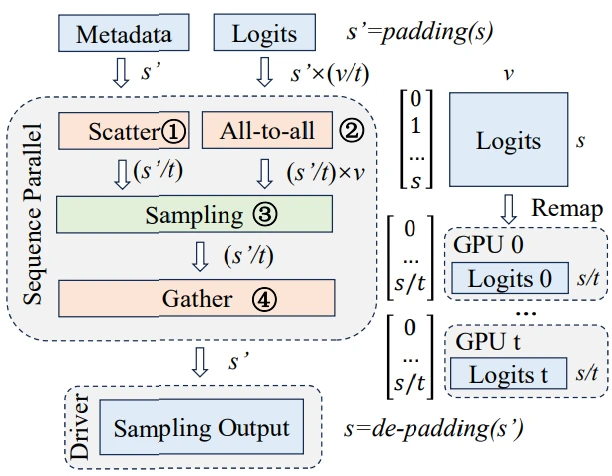 Metadata
Logits
s'=padding(s)
s'
s'×(v/t)
Sequence Parallel
Scatter①
All-to-all ②
(s'/t)
(s'/t)×v
Sampling ③
(s'/t)
Gather ④
s'
Driver
Sampling Output
v
0
1
...
s
Logits
s
Remap
0
...
s/t
GPU 0
Logits 0
s/t
...
0
...
s/t
GPU t
Logits t
s/t
s=de-padding(s')